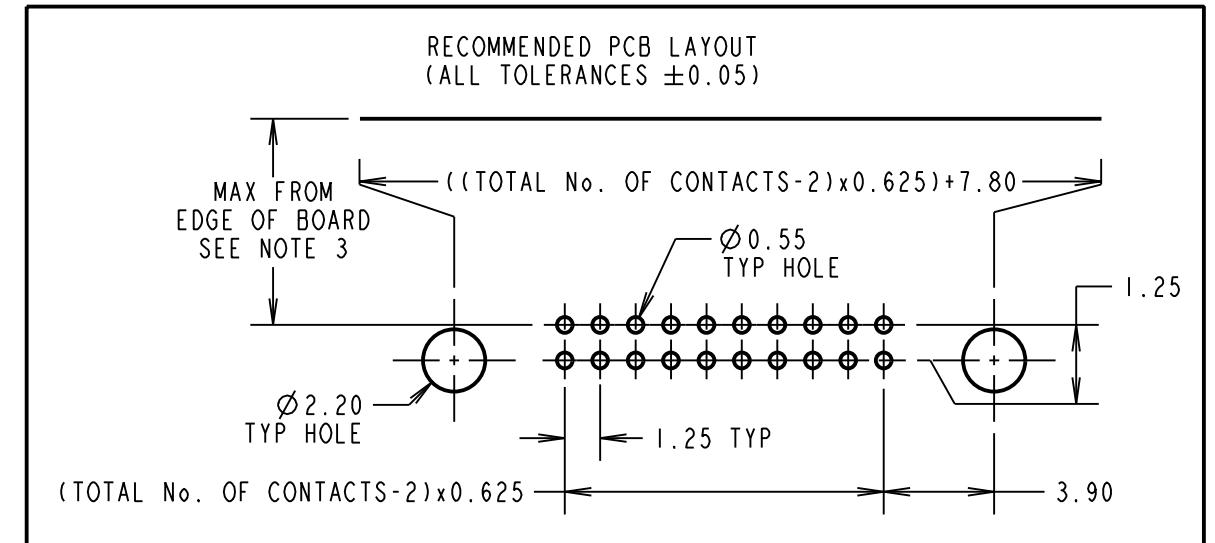 RECOMMENDED PCB LAYOUT
(ALL TOLERANCES ±0.05)
((TOTAL No. OF CONTACTS-2)x0.625)+7.80
MAX FROM
EDGE OF BOARD
SEE NOTE 3
Ø0.55
TYP HOLE
1.25
Ø2.20
TYP HOLE
1.25 TYP
(TOTAL No. OF CONTACTS-2)x0.625
3.90